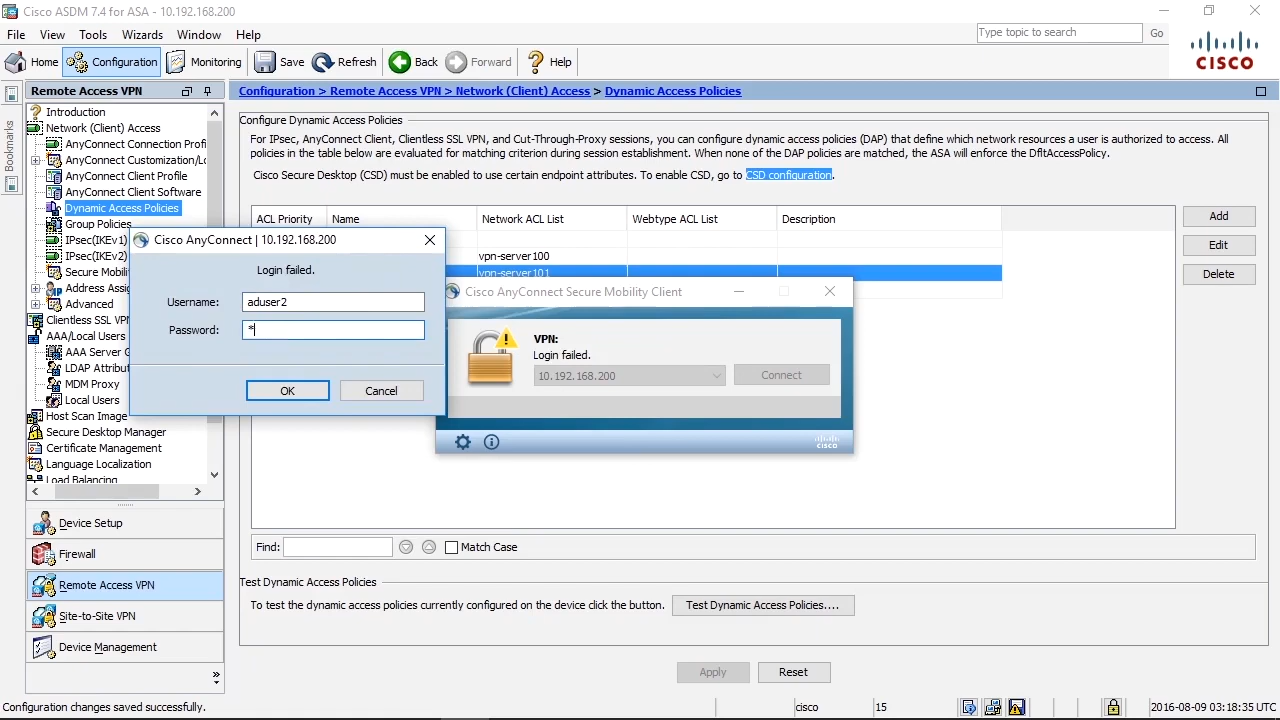 Cisco ASDM 7.4 for ASA - 10.192.168.200
File View Tools Wizards Window Help
Type topic to search Go
Home Configuration Monitoring Save Refresh Back Forward Help
CISCO
Bookmarks
Remote Access VPN
Introduction
Network (Client) Access
AnyConnect Connection Profi
AnyConnect Customization/Lo
AnyConnect Client Profile
AnyConnect Client Software
Dynamic Access Policies
Group Policies
IPsec(IKEv1)
IPsec(IKEv2)
Secure Mobili
Address Assig
Advanced
Clientless SSL VPN
AAA/Local Users
AAA Server G
LDAP Attribut
MDM Proxy
Local Users
Host Scan Image
Secure Desktop Manager
Certificate Management
Language Localization
Load Balancing
Device Setup
Firewall
Remote Access VPN
Site-to-Site VPN
Device Management
Configuration > Remote Access VPN > Network (Client) Access > Dynamic Access Policies
Configure Dynamic Access Policies
For IPsec, AnyConnect Client, Clientless SSL VPN, and Cut-Through-Proxy sessions, you can configure dynamic access policies (DAP) that define which network resources a user is authorized to access. All
policies in the table below are evaluated for matching criterion during session establishment. When none of the DAP policies are matched, the ASA will enforce the DfltAccessPolicy.
Cisco Secure Desktop (CSD) must be enabled to use certain endpoint attributes. To enable CSD, go to CSD configuration.
ACL Priority Name Network ACL List Webtype ACL List Description
vpn-server100
vpn-server101
Add
Edit
Delete
Cisco AnyConnect | 10.192.168.200
Login failed.
Username: aduser2
Password: *
OK Cancel
Cisco AnyConnect Secure Mobility Client
VPN:
Login failed.
10.192.168.200 Connect
CISCO
Find: Match Case
Test Dynamic Access Policies
To test the dynamic access policies currently configured on the device click the button. Test Dynamic Access Policies....
Apply Reset
Configuration changes saved successfully. cisco 15 2016-08-09 03:18:35 UTC